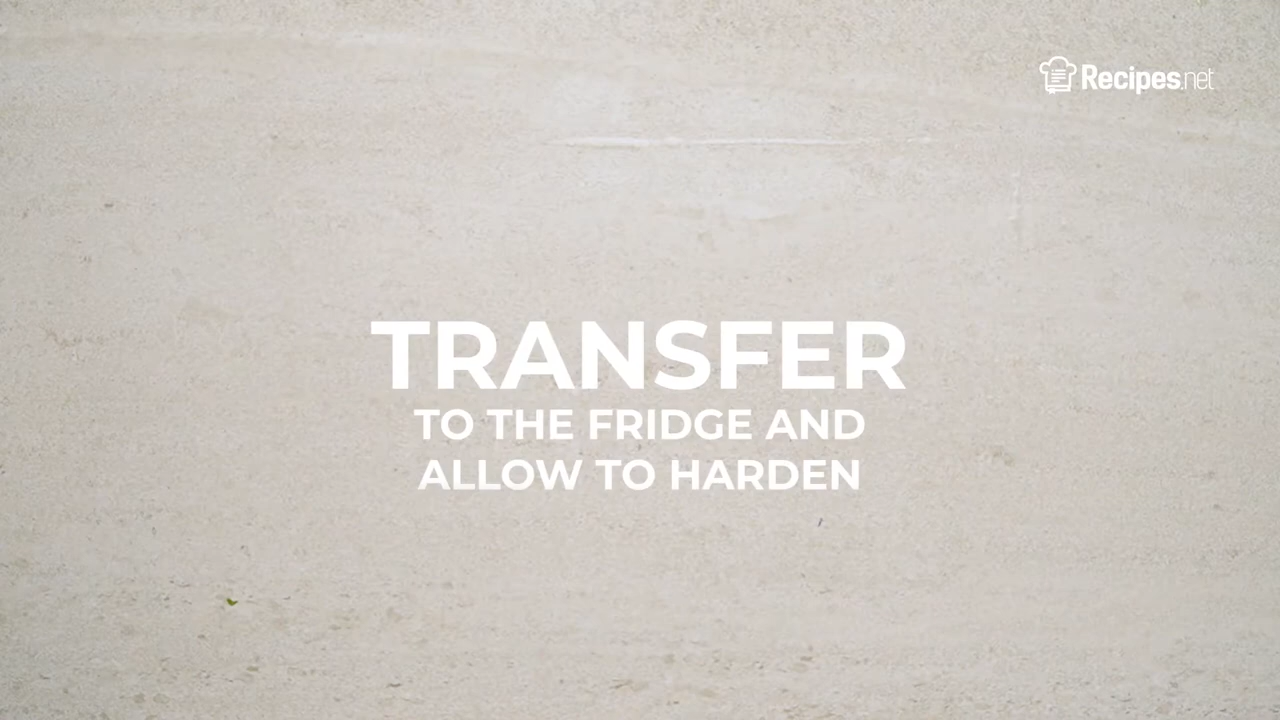 Recipes.net
TRANSFER
TO THE FRIDGE AND
ALLOW TO HARDEN